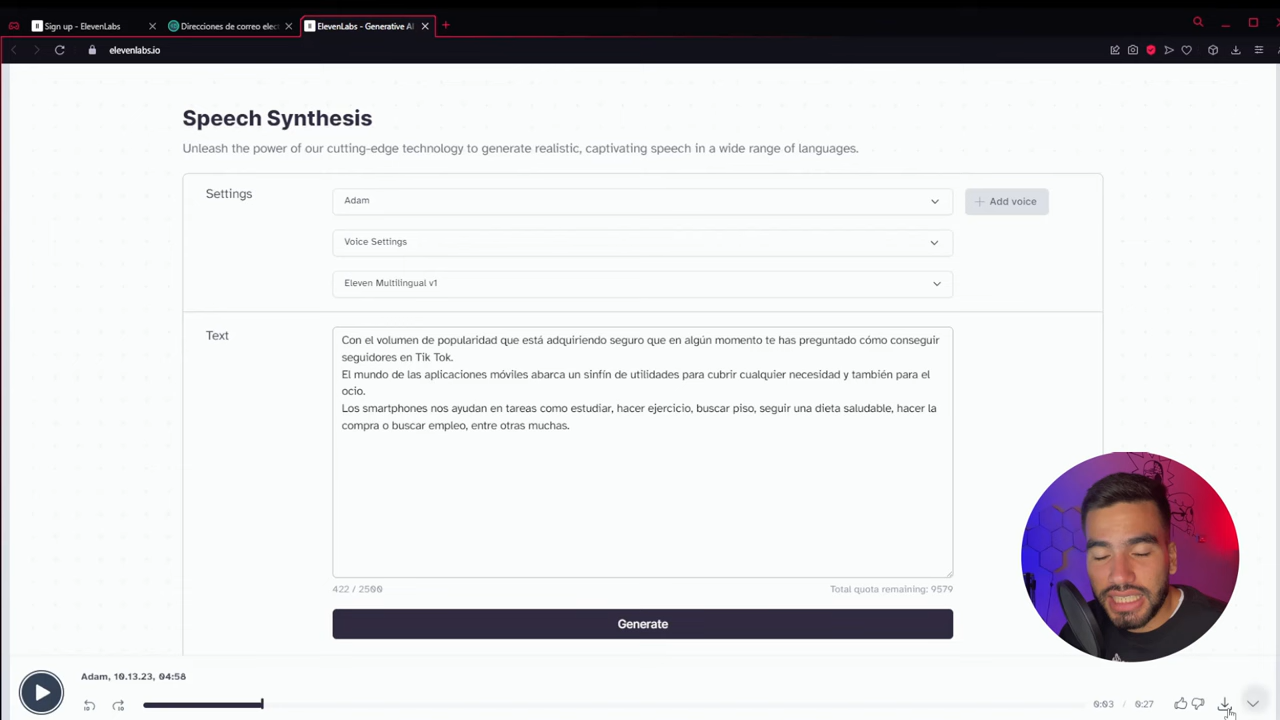 Sign up - ElevenLabs
Direcciones de correo elect
ElevenLabs - Generative AI
elevenlabs.io
Speech Synthesis
Unleash the power of our cutting-edge technology to generate realistic, captivating speech in a wide range of languages.
Settings
Adam
Add voice
Voice Settings
Eleven Multilingual v1
Text
Con el volumen de popularidad que está adquiriendo seguro que en algún momento te has preguntado cómo conseguir
seguidores en Tik Tok.
El mundo de las aplicaciones móviles abarca un sinfín de utilidades para cubrir cualquier necesidad y también para el
ocio.
Los smartphones nos ayudan en tareas como estudiar, hacer ejercicio, buscar piso, seguir una dieta saludable, hacer la
compra o buscar empleo, entre otras muchas.
422 / 2500
Total quota remaining: 9579
Generate
Adam, 10.13.23, 04:58
0:03 / 0:27